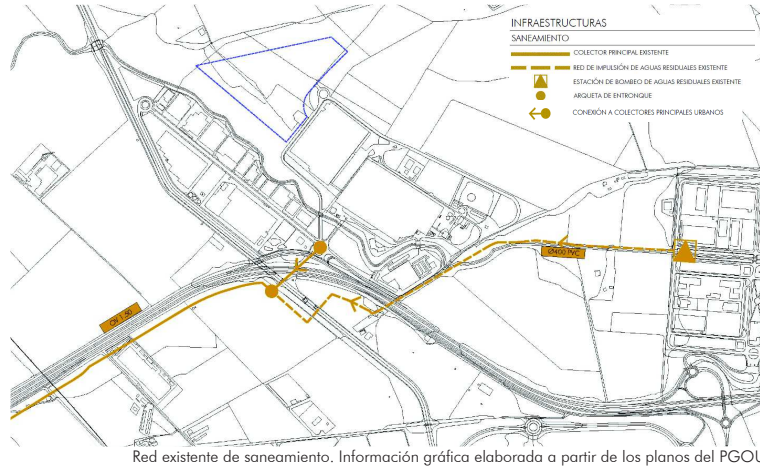 INFRAESTRUCTURAS
SANEAMIENTO
COLECTOR PRINCIPAL EXISTENTE
RED DE IMPULSIÓN DE AGUAS RESIDUALES EXISTENTE
ESTACIÓN DE BOMBEO DE AGUAS RESIDUALES EXISTENTE
ARQUETA DE ENTRONQUE
CONEXIÓN A COLECTORES PRINCIPALES URBANOS
Ø400 PVC
Red existente de saneamiento. Información gráfica elaborada a partir de los planos del PGOU